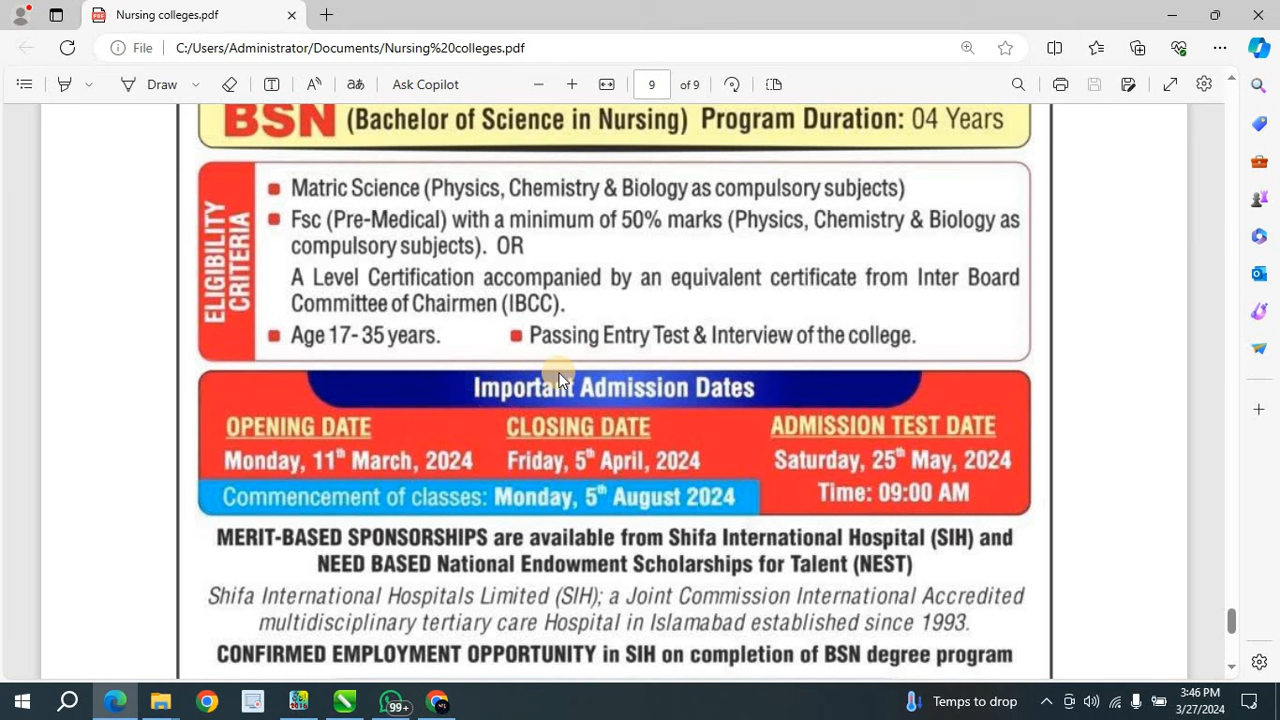 Nursing colleges.pdf
File
C:/Users/Administrator/Documents/Nursing%20colleges.pdf
Draw
Ask Copilot
9 of 9
BSN (Bachelor of Science in Nursing) Program Duration: 04 Years
ELIGIBILITY
CRITERIA
Matric Science (Physics, Chemistry & Biology as compulsory subjects)
Fsc (Pre-Medical) with a minimum of 50% marks (Physics, Chemistry & Biology as
compulsory subjects). OR
A Level Certification accompanied by an equivalent certificate from Inter Board
Committee of Chairmen (IBCC).
Age 17- 35 years.
Passing Entry Test & Interview of the college.
Important Admission Dates
OPENING DATE
Monday, 11th March, 2024
CLOSING DATE
Friday, 5th April, 2024
ADMISSION TEST DATE
Saturday, 25th May, 2024
Time: 09:00 AM
Commencement of classes: Monday, 5th August 2024
MERIT-BASED SPONSORSHIPS are available from Shifa International Hospital (SIH) and
NEED BASED National Endowment Scholarships for Talent (NEST)
Shifa International Hospitals Limited (SIH); a Joint Commission International Accredited
multidisciplinary tertiary care Hospital in Islamabad established since 1993.
CONFIRMED EMPLOYMENT OPPORTUNITY in SIH on completion of BSN degree program
99+
Temps to drop
3:46 PM
3/27/2024